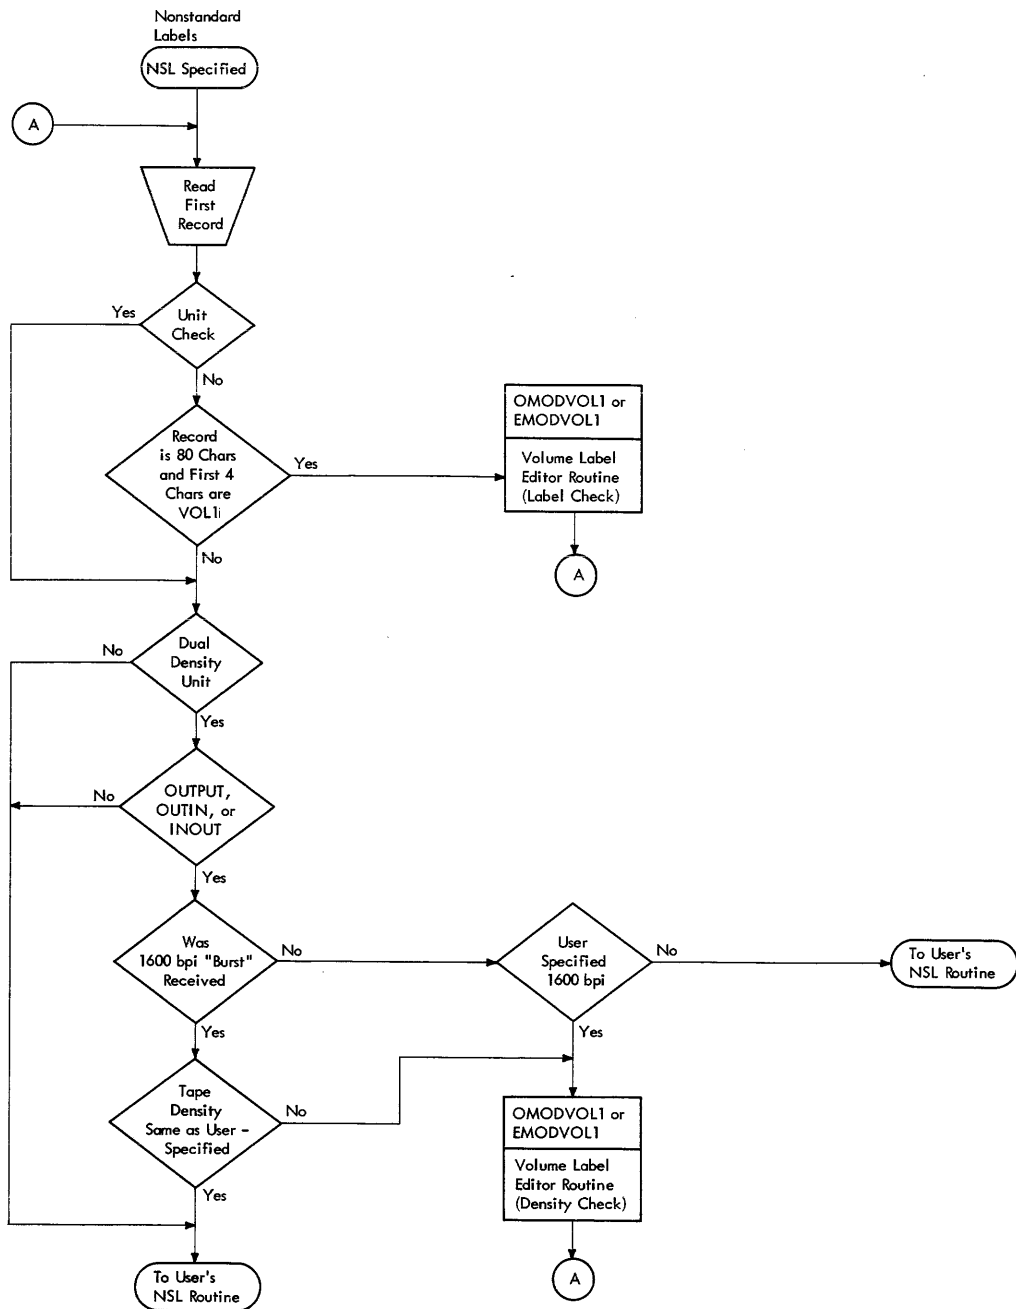 Nonstandard
Labels
NSL Specified
A
Read
First
Record
Yes
Unit
Check
No
Record
is 80 Chars
and First 4
Chars are
VOL1
Yes
OMODVOL1 or
EMODVOL1
Volume Label
Editor Routine
(Label Check)
No
A
No
Dual
Density
Unit
Yes
No
OUTPUT,
OUTIN, or
INOUT
Yes
Was
1600 bpi "Burst"
Received
No
User
Specified
1600 bpi
No
To User's
NSL Routine
Yes
Yes
Tape
Density
Same as User -
Specified
No
OMODVOL1 or
EMODVOL1
Volume Label
Editor Routine
(Density Check)
Yes
To User's
NSL Routine
A